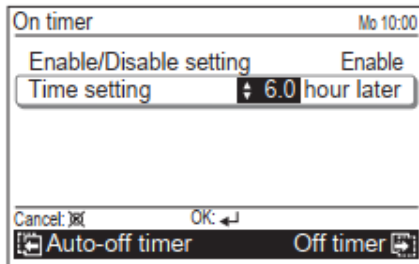 On timer Mo 10:00
Enable/Disable setting Enable
Time setting 6.0 hour later
Cancel: OK:
Auto-off timer Off timer